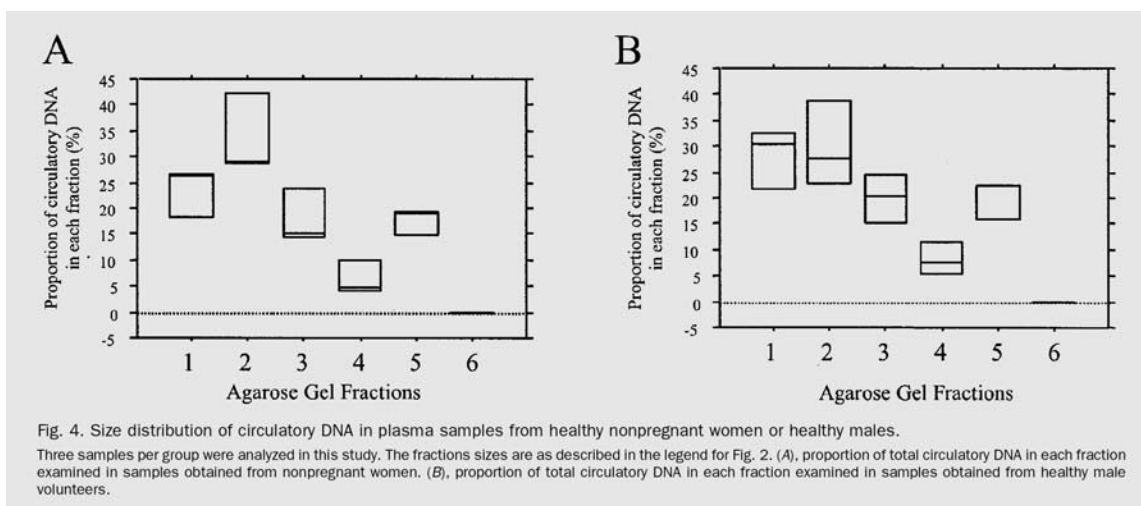 A
Proportion of circulatory DNA
in each fraction (%)
45
40
35
30
25
20
15
10
5
0
-5
1 2 3 4 5 6
Agarose Gel Fractions
B
Proportion of circulatory DNA
in each fraction (%)
45
40
35
30
25
20
15
10
5
0
-5
1 2 3 4 5 6
Agarose Gel Fractions
Fig. 4. Size distribution of circulatory DNA in plasma samples from healthy nonpregnant women or healthy males.
Three samples per group were analyzed in this study. The fractions sizes are as described in the legend for Fig. 2. (A), proportion of total circulatory DNA in each fraction
examined in samples obtained from nonpregnant women. (B), proportion of total circulatory DNA in each fraction examined in samples obtained from healthy male
volunteers.